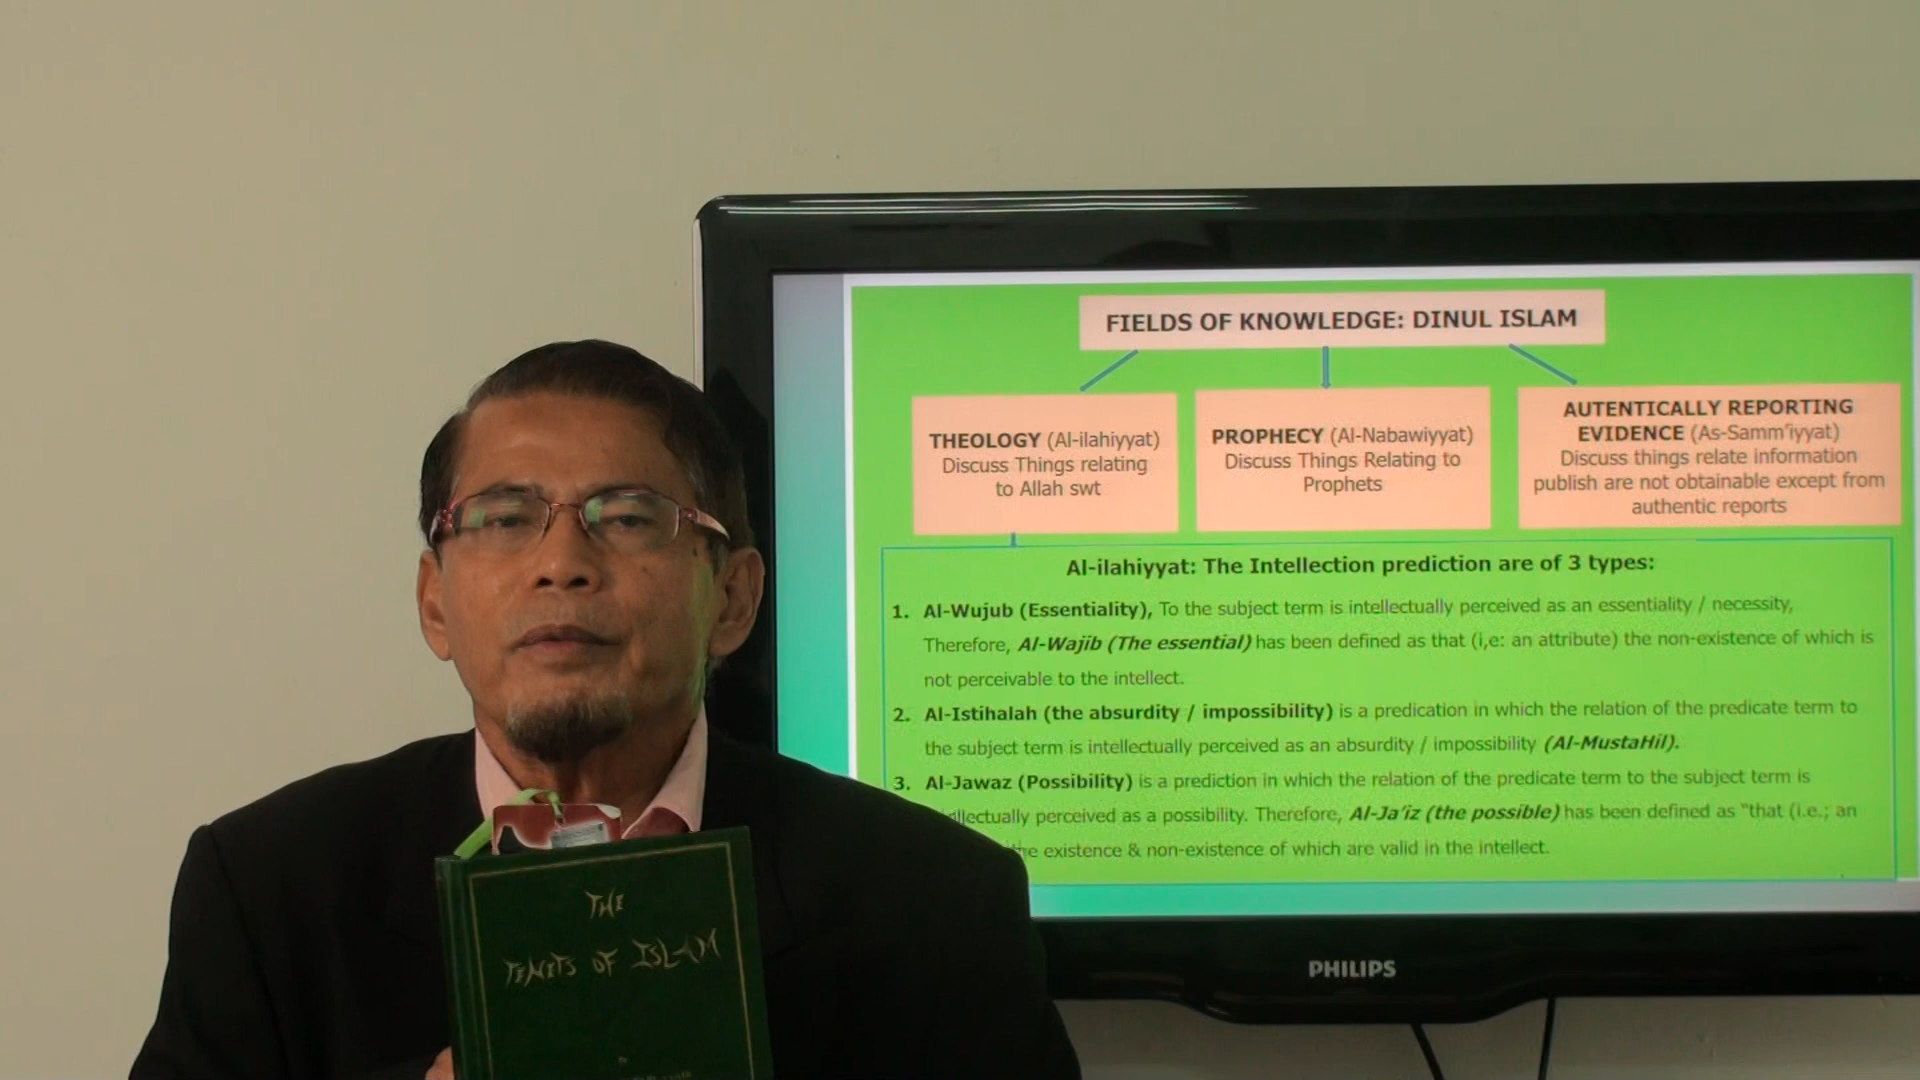 FIELDS OF KNOWLEDGE: DINUL ISLAM
THEOLOGY (Al-ilahiyyat)
Discuss Things relating
to Allah swt
PROPHECY (Al-Nabawiyyat)
Discuss Things Relating to
Prophets
AUTENTICALLY REPORTING
EVIDENCE (As-Samm'iyyat)
Discuss things relate information
publish are not obtainable except from
authentic reports
Al-ilahiyyat: The Intellection prediction are of 3 types:
1. Al-Wujub (Essentiality), To the subject term is intellectually perceived as an essentiality / necessity,
Therefore, Al-Wajib (The essential) has been defined as that (i,e: an attribute) the non-existence of which is
not perceivable to the intellect.
2. Al-Istihalah (the absurdity / impossibility) is a predication in which the relation of the predicate term to
the subject term is intellectually perceived as an absurdity / impossibility (Al-MustaHil).
3. Al-Jawaz (Possibility) is a prediction in which the relation of the predicate term to the subject term is
perceived as a possibility. Therefore, Al-Ja'iz (the possible) has been defined as "that (i.e.; an
existence & non-existence of which are valid in the intellect.
PHILIPS
THE
TENETS OF ISLAM